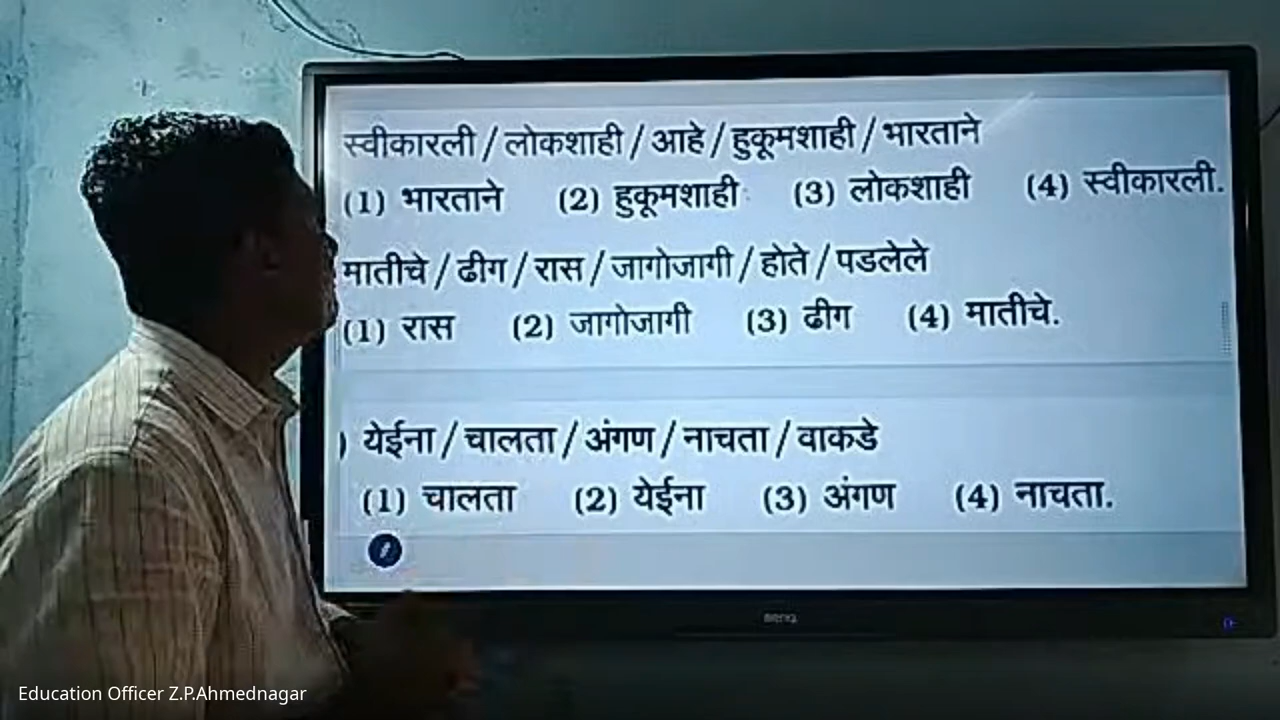 स्वीकारली / लोकशाही / आहे / हुकूमशाही / भारताने
(1) भारताने (2) हुकूमशाही (3) लोकशाही (4) स्वीकारली.
मातीचे / ढीग / रास / जागोजागी / होते / पडलेले
(1) रास (2) जागोजागी (3) ढीग (4) मातीचे.
) येईना / चालता / अंगण / नाचता / वाकडे
(1) चालता (2) येईना (3) अंगण (4) नाचता.
BenQ
Education Officer Z.P.Ahmednagar